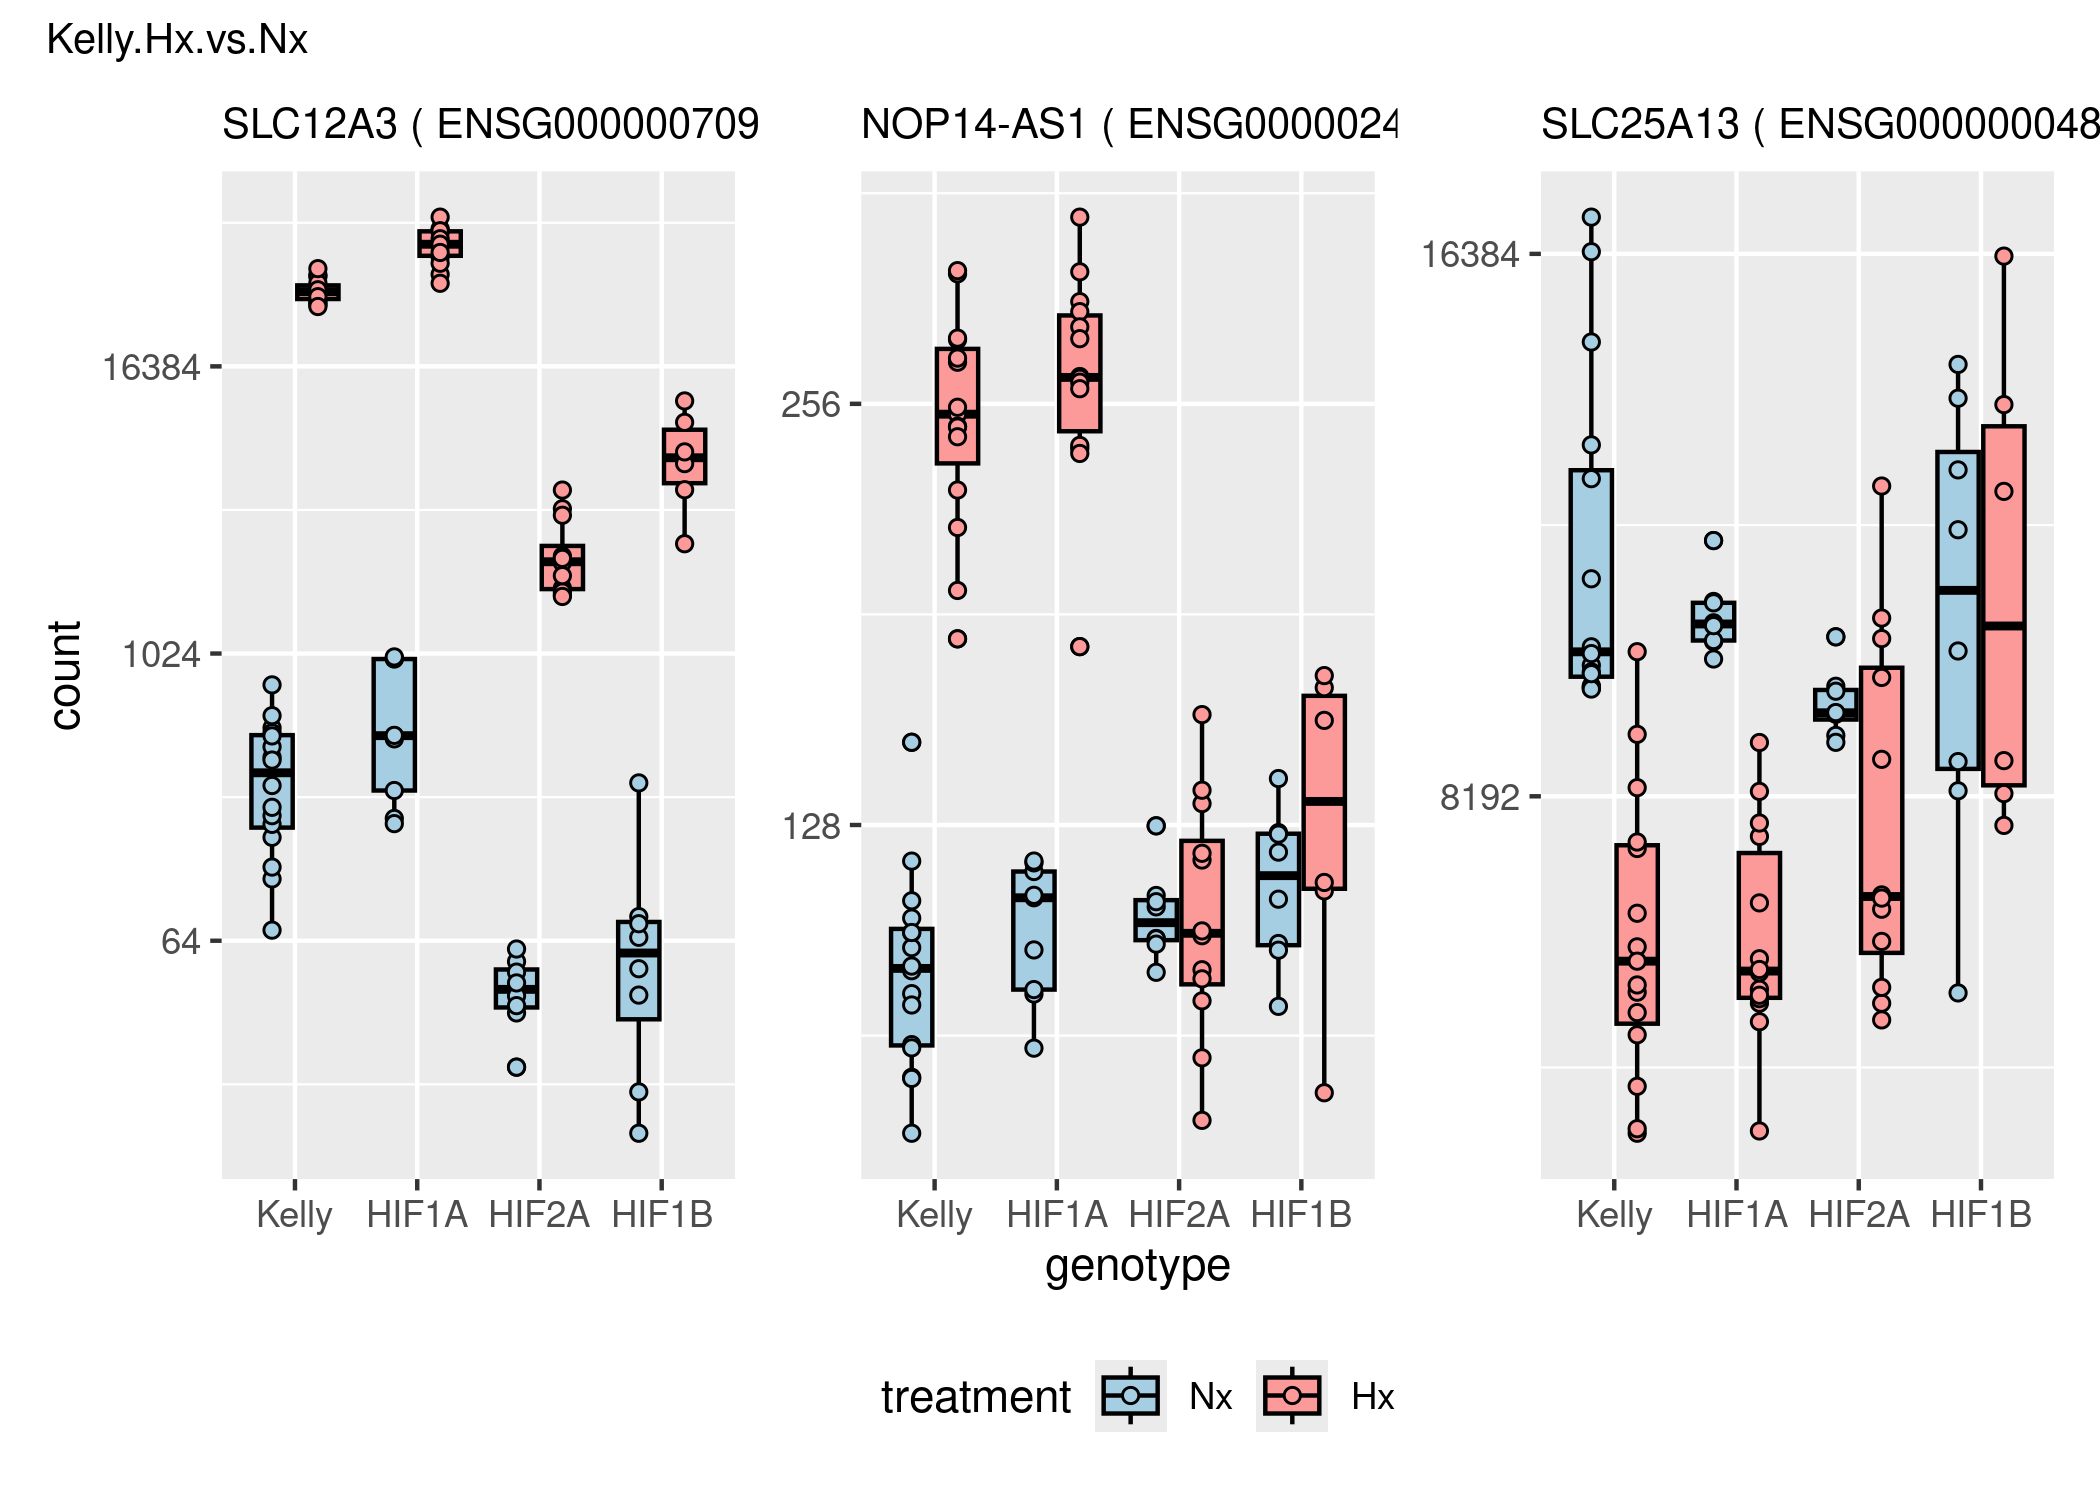 Kelly.Hx.vs.Nx
SLC12A3 ( ENSG000000709
NOP14-AS1 ( ENSG0000024
SLC25A13 ( ENSG000000048
count
16384
1024
64
256
128
16384
8192
Kelly HIF1A HIF2A HIF1B
Kelly HIF1A HIF2A HIF1B
Kelly HIF1A HIF2A HIF1B
genotype
treatment Nx Hx